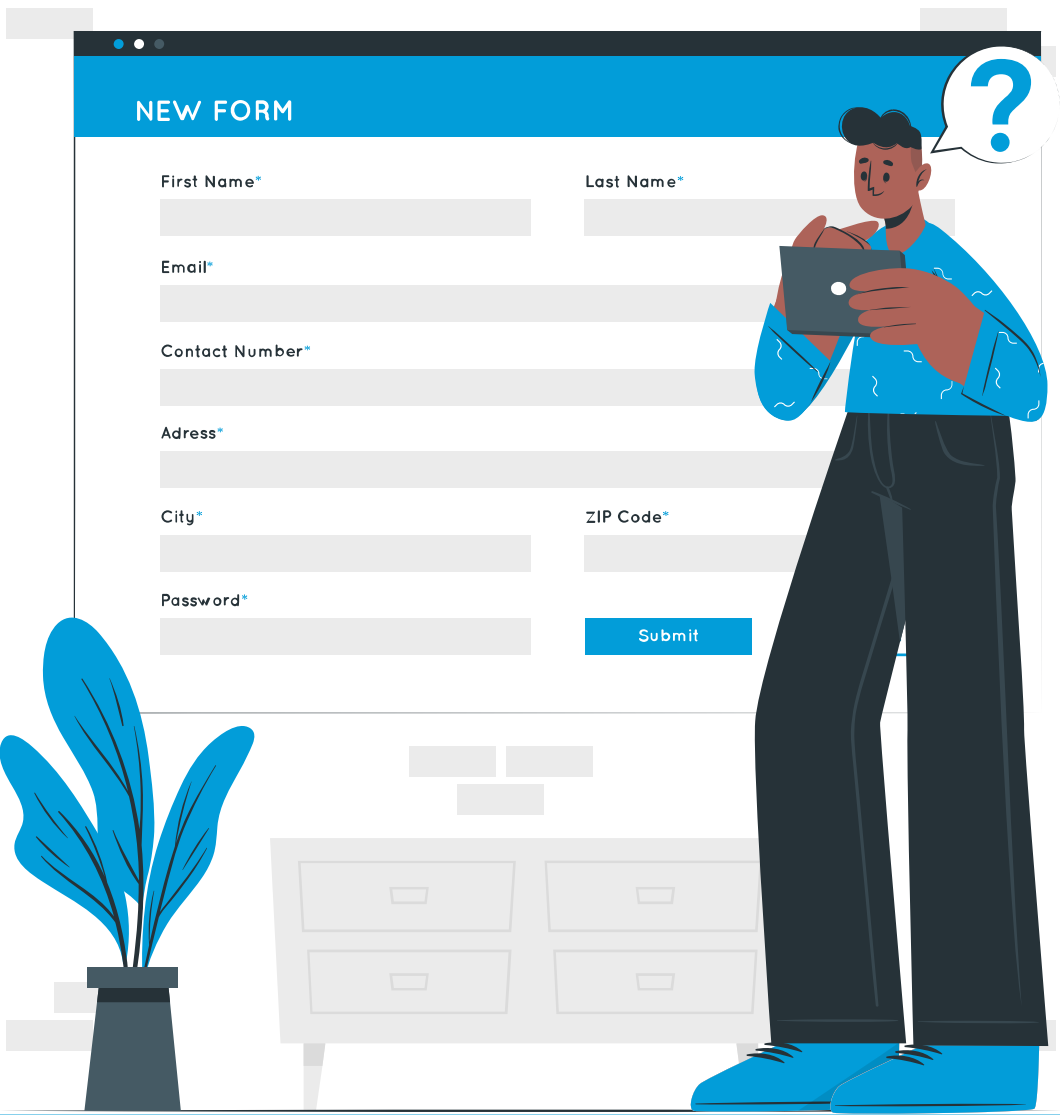 NEW FORM
?
First Name* Last Name*
Email*
Contact Number*
Adress*
City* ZIP Code*
Password*
Submit